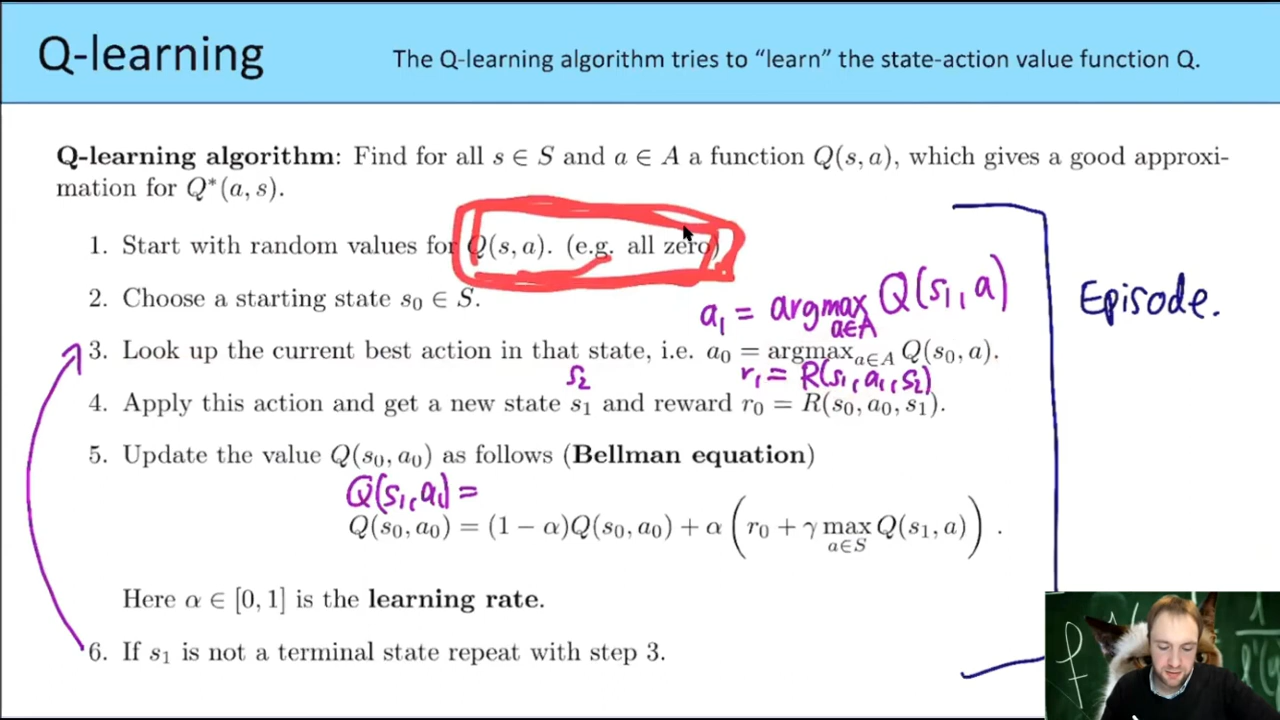 Q-learning
The Q-learning algorithm tries to “learn” the state-action value function Q.
Q-learning algorithm: Find for all s ∈ S and a ∈ A a function Q(s, a), which gives a good approxi-
mation for Q*(a, s).
1. Start with random values for Q(s, a). (e.g. all zero)
2. Choose a starting state s₀ ∈ S.
a₁ = argmax_{a∈A} Q(s₁, a)
Episode.
3. Look up the current best action in that state, i.e. a₀ = argmax_{a∈A} Q(s₀, a).
s₂ r₁ = R(s₁, a₁, s₂)
4. Apply this action and get a new state s₁ and reward r₀ = R(s₀, a₀, s₁).
5. Update the value Q(s₀, a₀) as follows (Bellman equation)
Q(s₁, a₁) =
Q(s₀, a₀) = (1 − α)Q(s₀, a₀) + α (r₀ + γ max_{a∈S} Q(s₁, a)) .
Here α ∈ [0, 1] is the learning rate.
6. If s₁ is not a terminal state repeat with step 3.